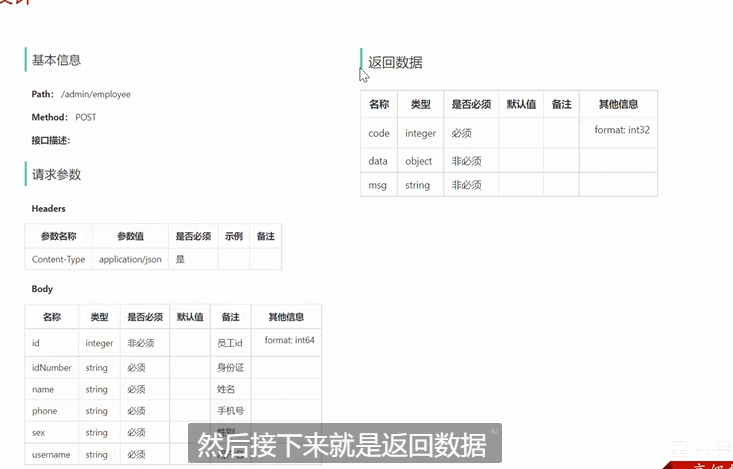 基本信息
Path: /admin/employee
Method: POST
接口描述:
请求参数
Headers
参数名称 参数值 是否必须 示例 备注
Content-Type application/json 是
Body
名称 类型 是否必须 默认值 备注 其他信息
id integer 非必须 员工id format: int64
idNumber string 必须 身份证
name string 必须 姓名
phone string 必须 手机号
sex string 必须 性别
username string 必须
返回数据
名称 类型 是否必须 默认值 备注 其他信息
code integer 必须 format: int32
data object 非必须
msg string 非必须
然后接下来就是返回数据
AI